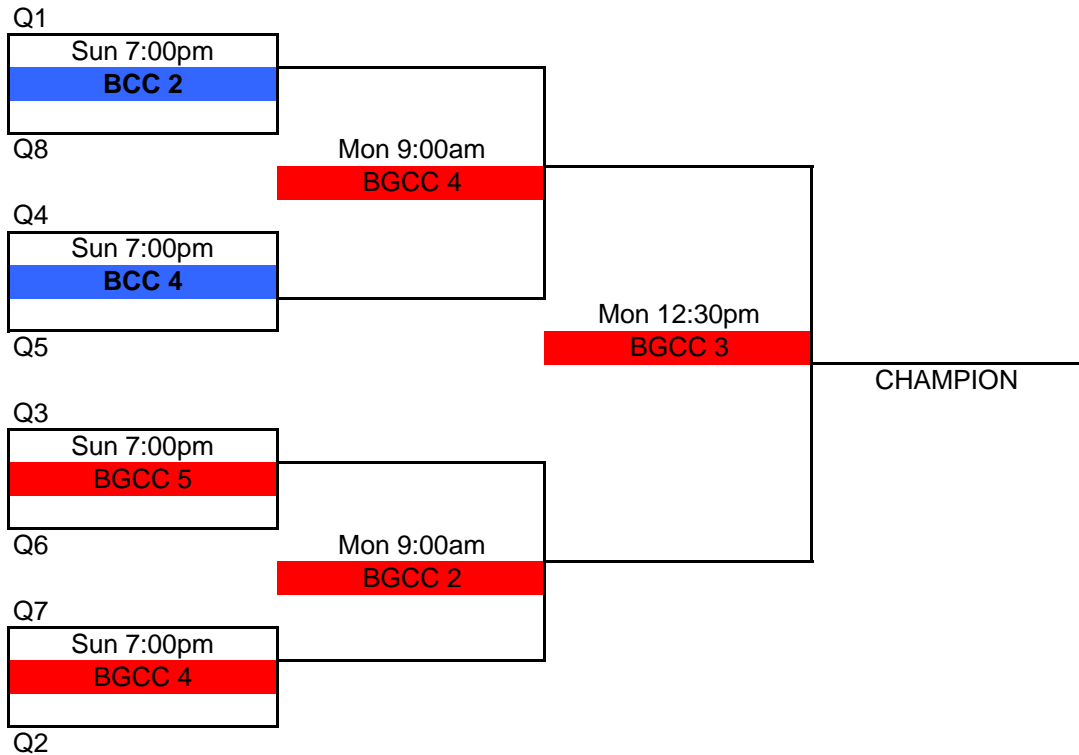 Q1
Sun 7:00pm
BCC 2
Q8
Mon 9:00am
BGCC 4
Q4
Sun 7:00pm
BCC 4
Q5
Mon 12:30pm
BGCC 3
CHAMPION
Q3
Sun 7:00pm
BGCC 5
Q6
Mon 9:00am
BGCC 2
Q7
Sun 7:00pm
BGCC 4
Q2